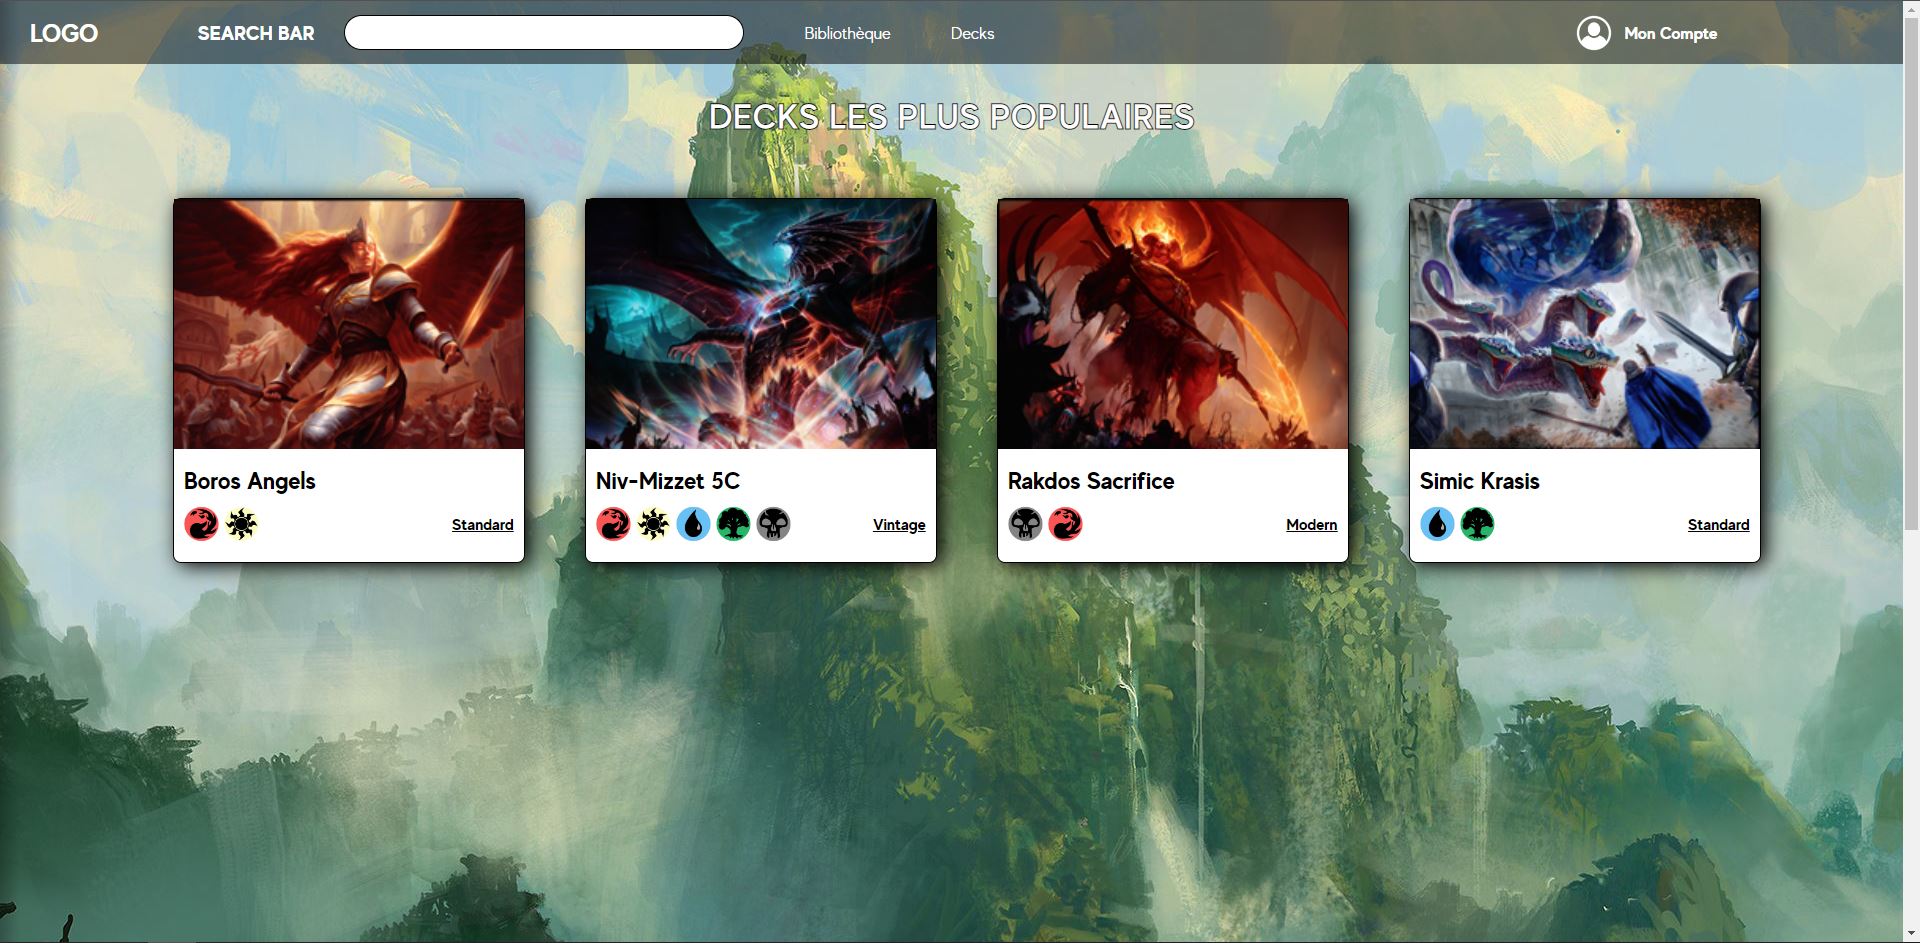 LOGO
SEARCH BAR
Bibliothèque
Decks
Mon Compte
DECKS LES PLUS POPULAIRES
Boros Angels
Standard
Niv-Mizzet 5C
Vintage
Rakdos Sacrifice
Modern
Simic Krasis
Standard